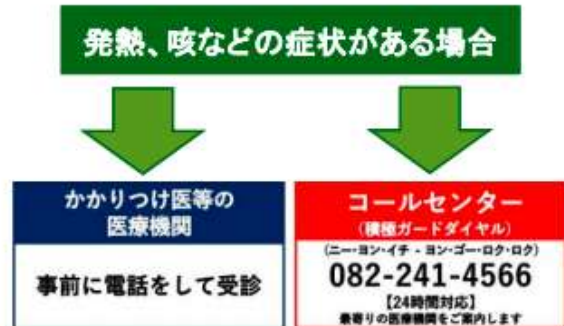 発熱、咳などの症状がある場合
かかりつけ医等の
医療機関
事前に電話をして受診
コールセンター
(積極ガードダイヤル)
(ニー・ヨン・イチ - ヨン・ゴー・ロク・ロク)
082-241-4566
【24時間対応】
最寄りの医療機関をご案内します